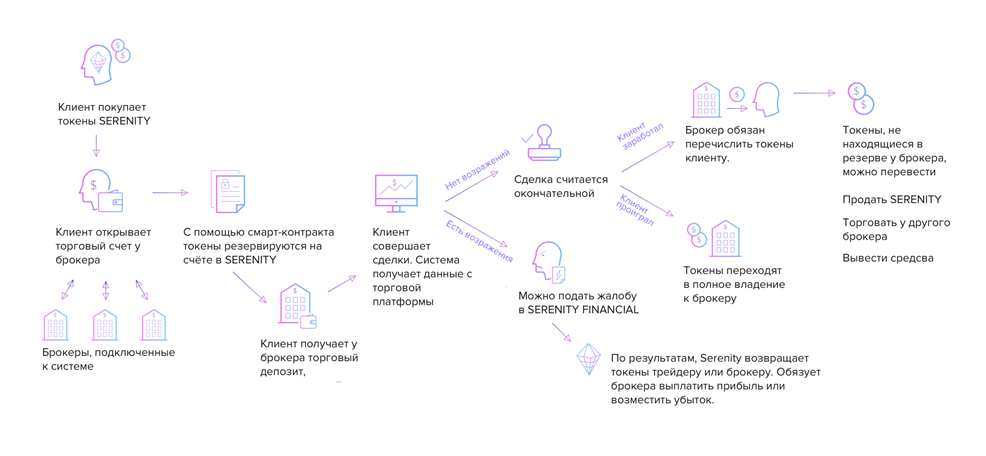 Клиент покупает
токены SERENITY
Клиент открывает
торговый счет у
брокера
Брокеры, подключенные
к системе
С помощью смарт-контракта
токены резервируются на
счёте в SERENITY
Клиент получает у
брокера торговый
депозит,
Клиент
совершает
сделки. Система
получает данные с
торговой
платформы
Нет возражений
Есть возражения
Сделка считается
окончательной
Можно подать жалобу
в SERENITY FINANCIAL
По результатам, Serenity возвращает
токены трейдеру или брокеру. Обязует
брокера выплатить прибыль или
возместить убыток.
Клиент
заработал
Клиент
проиграл
Брокер обязан
перечислить токены
клиенту.
Токены переходят
в полное владение
к брокеру
Токены, не
находящиеся в
резерве у брокера,
можно перевести
Продать SERENITY
Торговать у другого
брокера
Вывести средсва